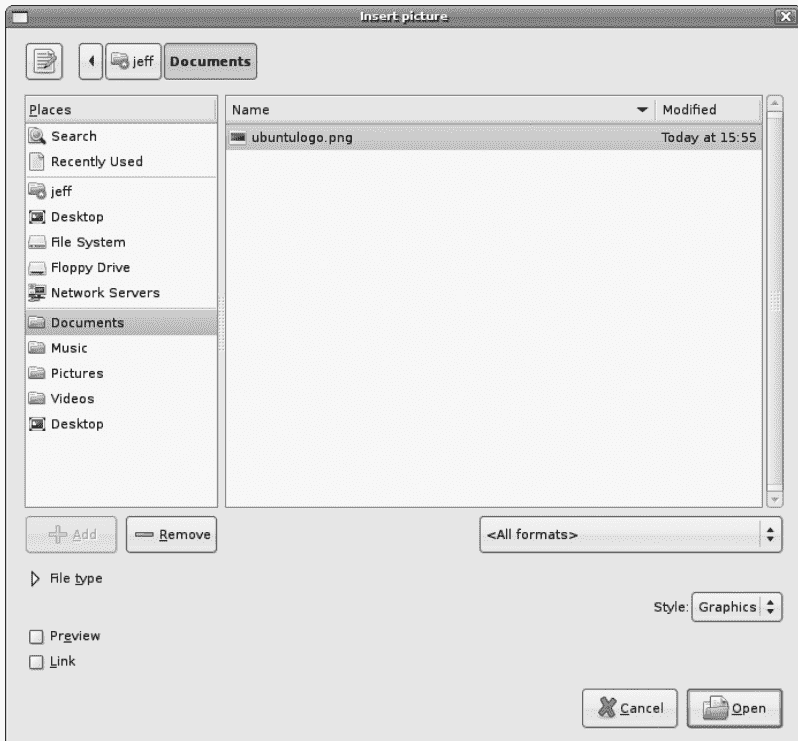 Insert picture
jeff
Documents
Places
Search
Recently Used
jeff
Desktop
File System
Floppy Drive
Network Servers
Documents
Music
Pictures
Videos
Desktop
Name
Modified
ubuntulogo.png
Today at 15:55
Add
Remove
<All formats>
File type
Style: Graphics
Preview
Link
Cancel
Open